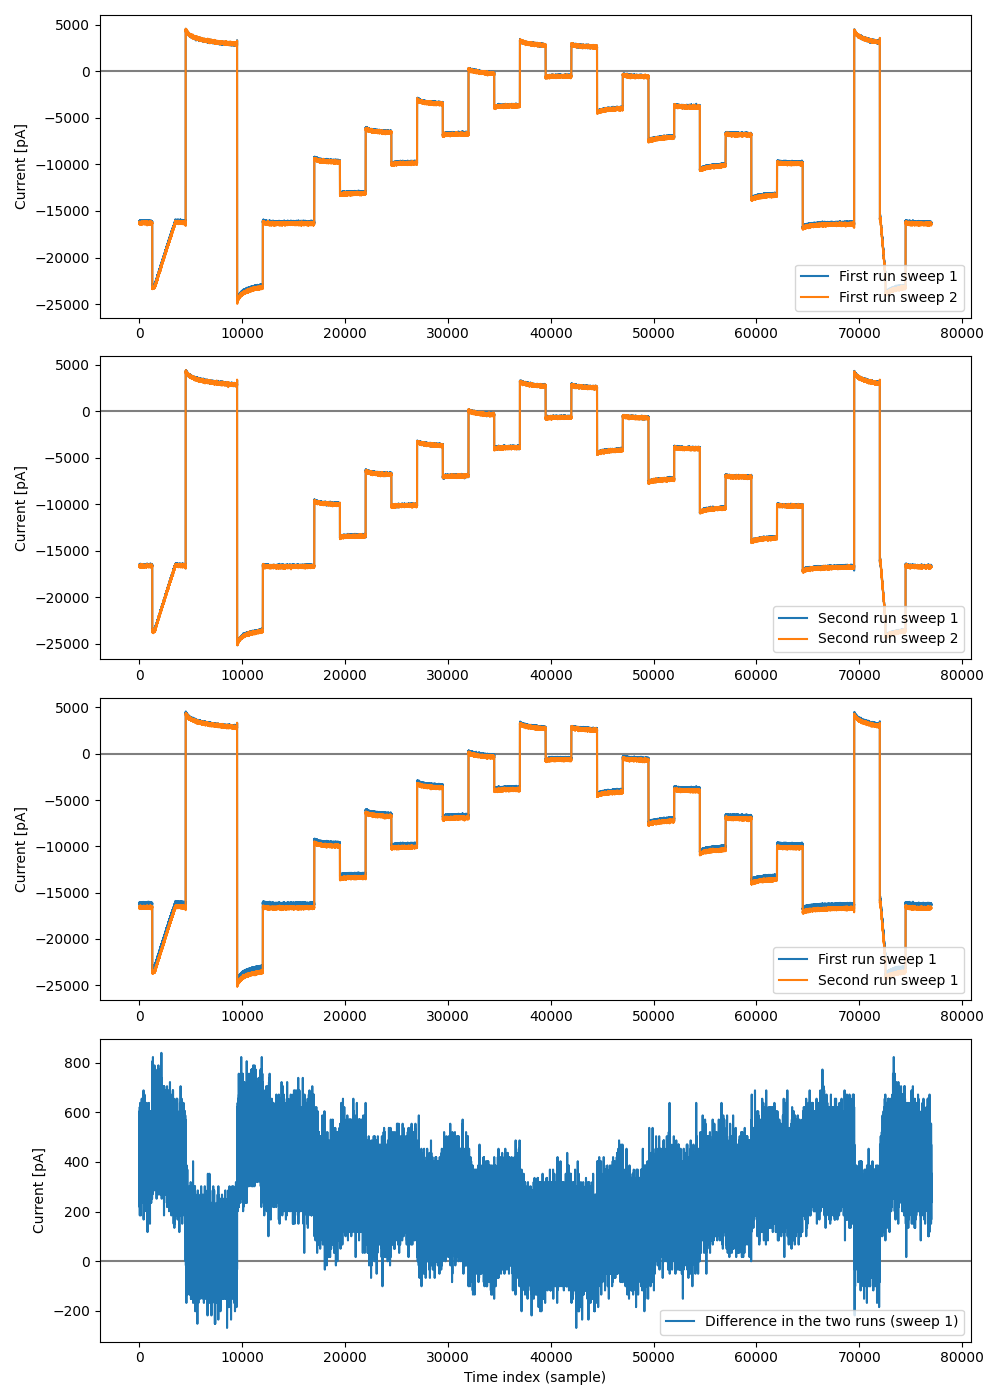 5000
0
−5000
−10000
−15000
−20000
−25000
Current [pA]
First run sweep 1
First run sweep 2
0 10000 20000 30000 40000 50000 60000 70000 80000
5000
0
−5000
−10000
−15000
−20000
−25000
Current [pA]
Second run sweep 1
Second run sweep 2
0 10000 20000 30000 40000 50000 60000 70000 80000
5000
0
−5000
−10000
−15000
−20000
−25000
Current [pA]
First run sweep 1
Second run sweep 1
0 10000 20000 30000 40000 50000 60000 70000 80000
800
600
400
200
0
−200
Current [pA]
Difference in the two runs (sweep 1)
0 10000 20000 30000 40000 50000 60000 70000 80000
Time index (sample)